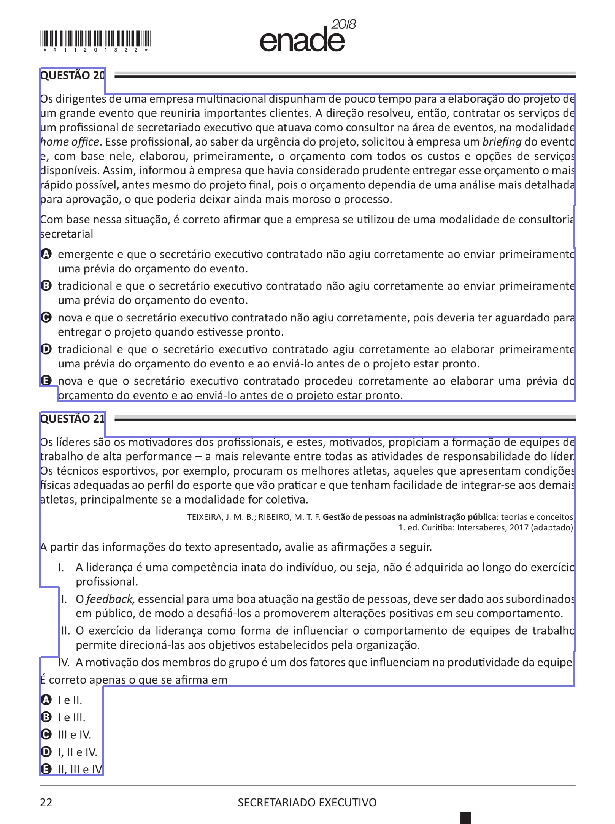 *R1120182 2*
enade2018
QUESTÃO 20
Os dirigentes de uma empresa multinacional dispunham de pouco tempo para a elaboração do projeto de
um grande evento que reuniria importantes clientes. A direção resolveu, então, contratar os serviços de
um profissional de secretariado executivo que atuava como consultor na área de eventos, na modalidade
home office. Esse profissional, ao saber da urgência do projeto, solicitou à empresa um briefing do evento
e, com base nele, elaborou, primeiramente, o orçamento com todos os custos e opções de serviços
disponíveis. Assim, informou à empresa que havia considerado prudente entregar esse orçamento o mais
rápido possível, antes mesmo do projeto final, pois o orçamento dependia de uma análise mais detalhada
para aprovação, o que poderia deixar ainda mais moroso o processo.
Com base nessa situação, é correto afirmar que a empresa se utilizou de uma modalidade de consultoria
secretarial
A emergente e que o secretário executivo contratado não agiu corretamente ao enviar primeiramente
uma prévia do orçamento do evento.
B tradicional e que o secretário executivo contratado não agiu corretamente ao enviar primeiramente
uma prévia do orçamento do evento.
C nova e que o secretário executivo contratado não agiu corretamente, pois deveria ter aguardado para
entregar o projeto quando estivesse pronto.
D tradicional e que o secretário executivo contratado agiu corretamente ao elaborar primeiramente
uma prévia do orçamento do evento e ao enviá-lo antes de o projeto estar pronto.
E nova e que o secretário executivo contratado procedeu corretamente ao elaborar uma prévia do
orçamento do evento e ao enviá-lo antes de o projeto estar pronto.
QUESTÃO 21
Os líderes são os motivadores dos profissionais, e estes, motivados, propiciam a formação de equipes de
trabalho de alta performance – a mais relevante entre todas as atividades de responsabilidade do líder.
Os técnicos esportivos, por exemplo, procuram os melhores atletas, aqueles que apresentam condições
físicas adequadas ao perfil do esporte que vão praticar e que tenham facilidade de integrar-se aos demais
atletas, principalmente se a modalidade for coletiva.
TEIXEIRA, J. M. B.; RIBEIRO, M. T. F. Gestão de pessoas na administração pública: teorias e conceitos.
1. ed. Curitiba: Intersaberes, 2017 (adaptado).
A partir das informações do texto apresentado, avalie as afirmações a seguir.
I. A liderança é uma competência inata do indivíduo, ou seja, não é adquirida ao longo do exercício
profissional.
II. O feedback, essencial para uma boa atuação na gestão de pessoas, deve ser dado aos subordinados
em público, de modo a desafiá-los a promoverem alterações positivas em seu comportamento.
III. O exercício da liderança como forma de influenciar o comportamento de equipes de trabalho
permite direcioná-las aos objetivos estabelecidos pela organização.
IV. A motivação dos membros do grupo é um dos fatores que influenciam na produtividade da equipe.
É correto apenas o que se afirma em
A I e II.
B I e III.
C III e IV.
D I, II e IV.
E II, III e IV.
22
SECRETARIADO EXECUTIVO